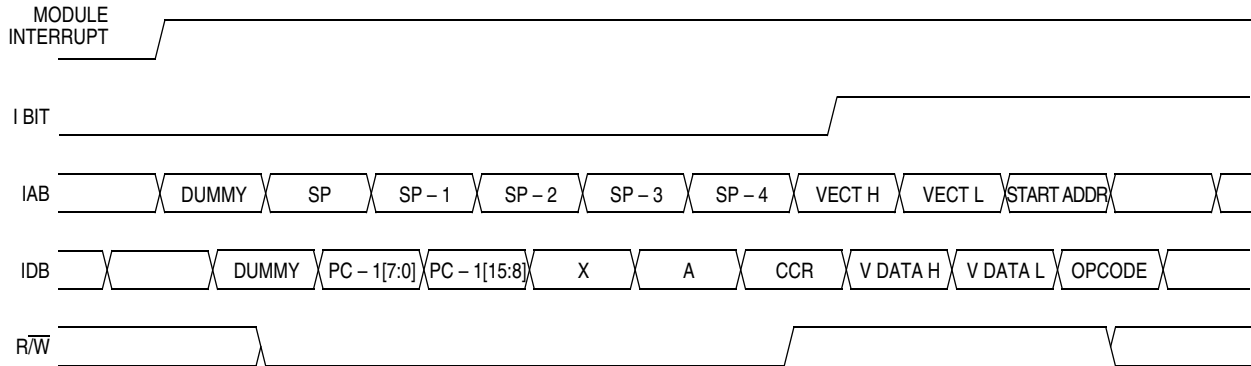 MODULE
INTERRUPT
I BIT
IAB DUMMY SP SP – 1 SP – 2 SP – 3 SP – 4 VECT H VECT L START ADDR
IDB DUMMY PC – 1[7:0] PC – 1[15:8] X A CCR V DATA H V DATA L OPCODE
R/W̅